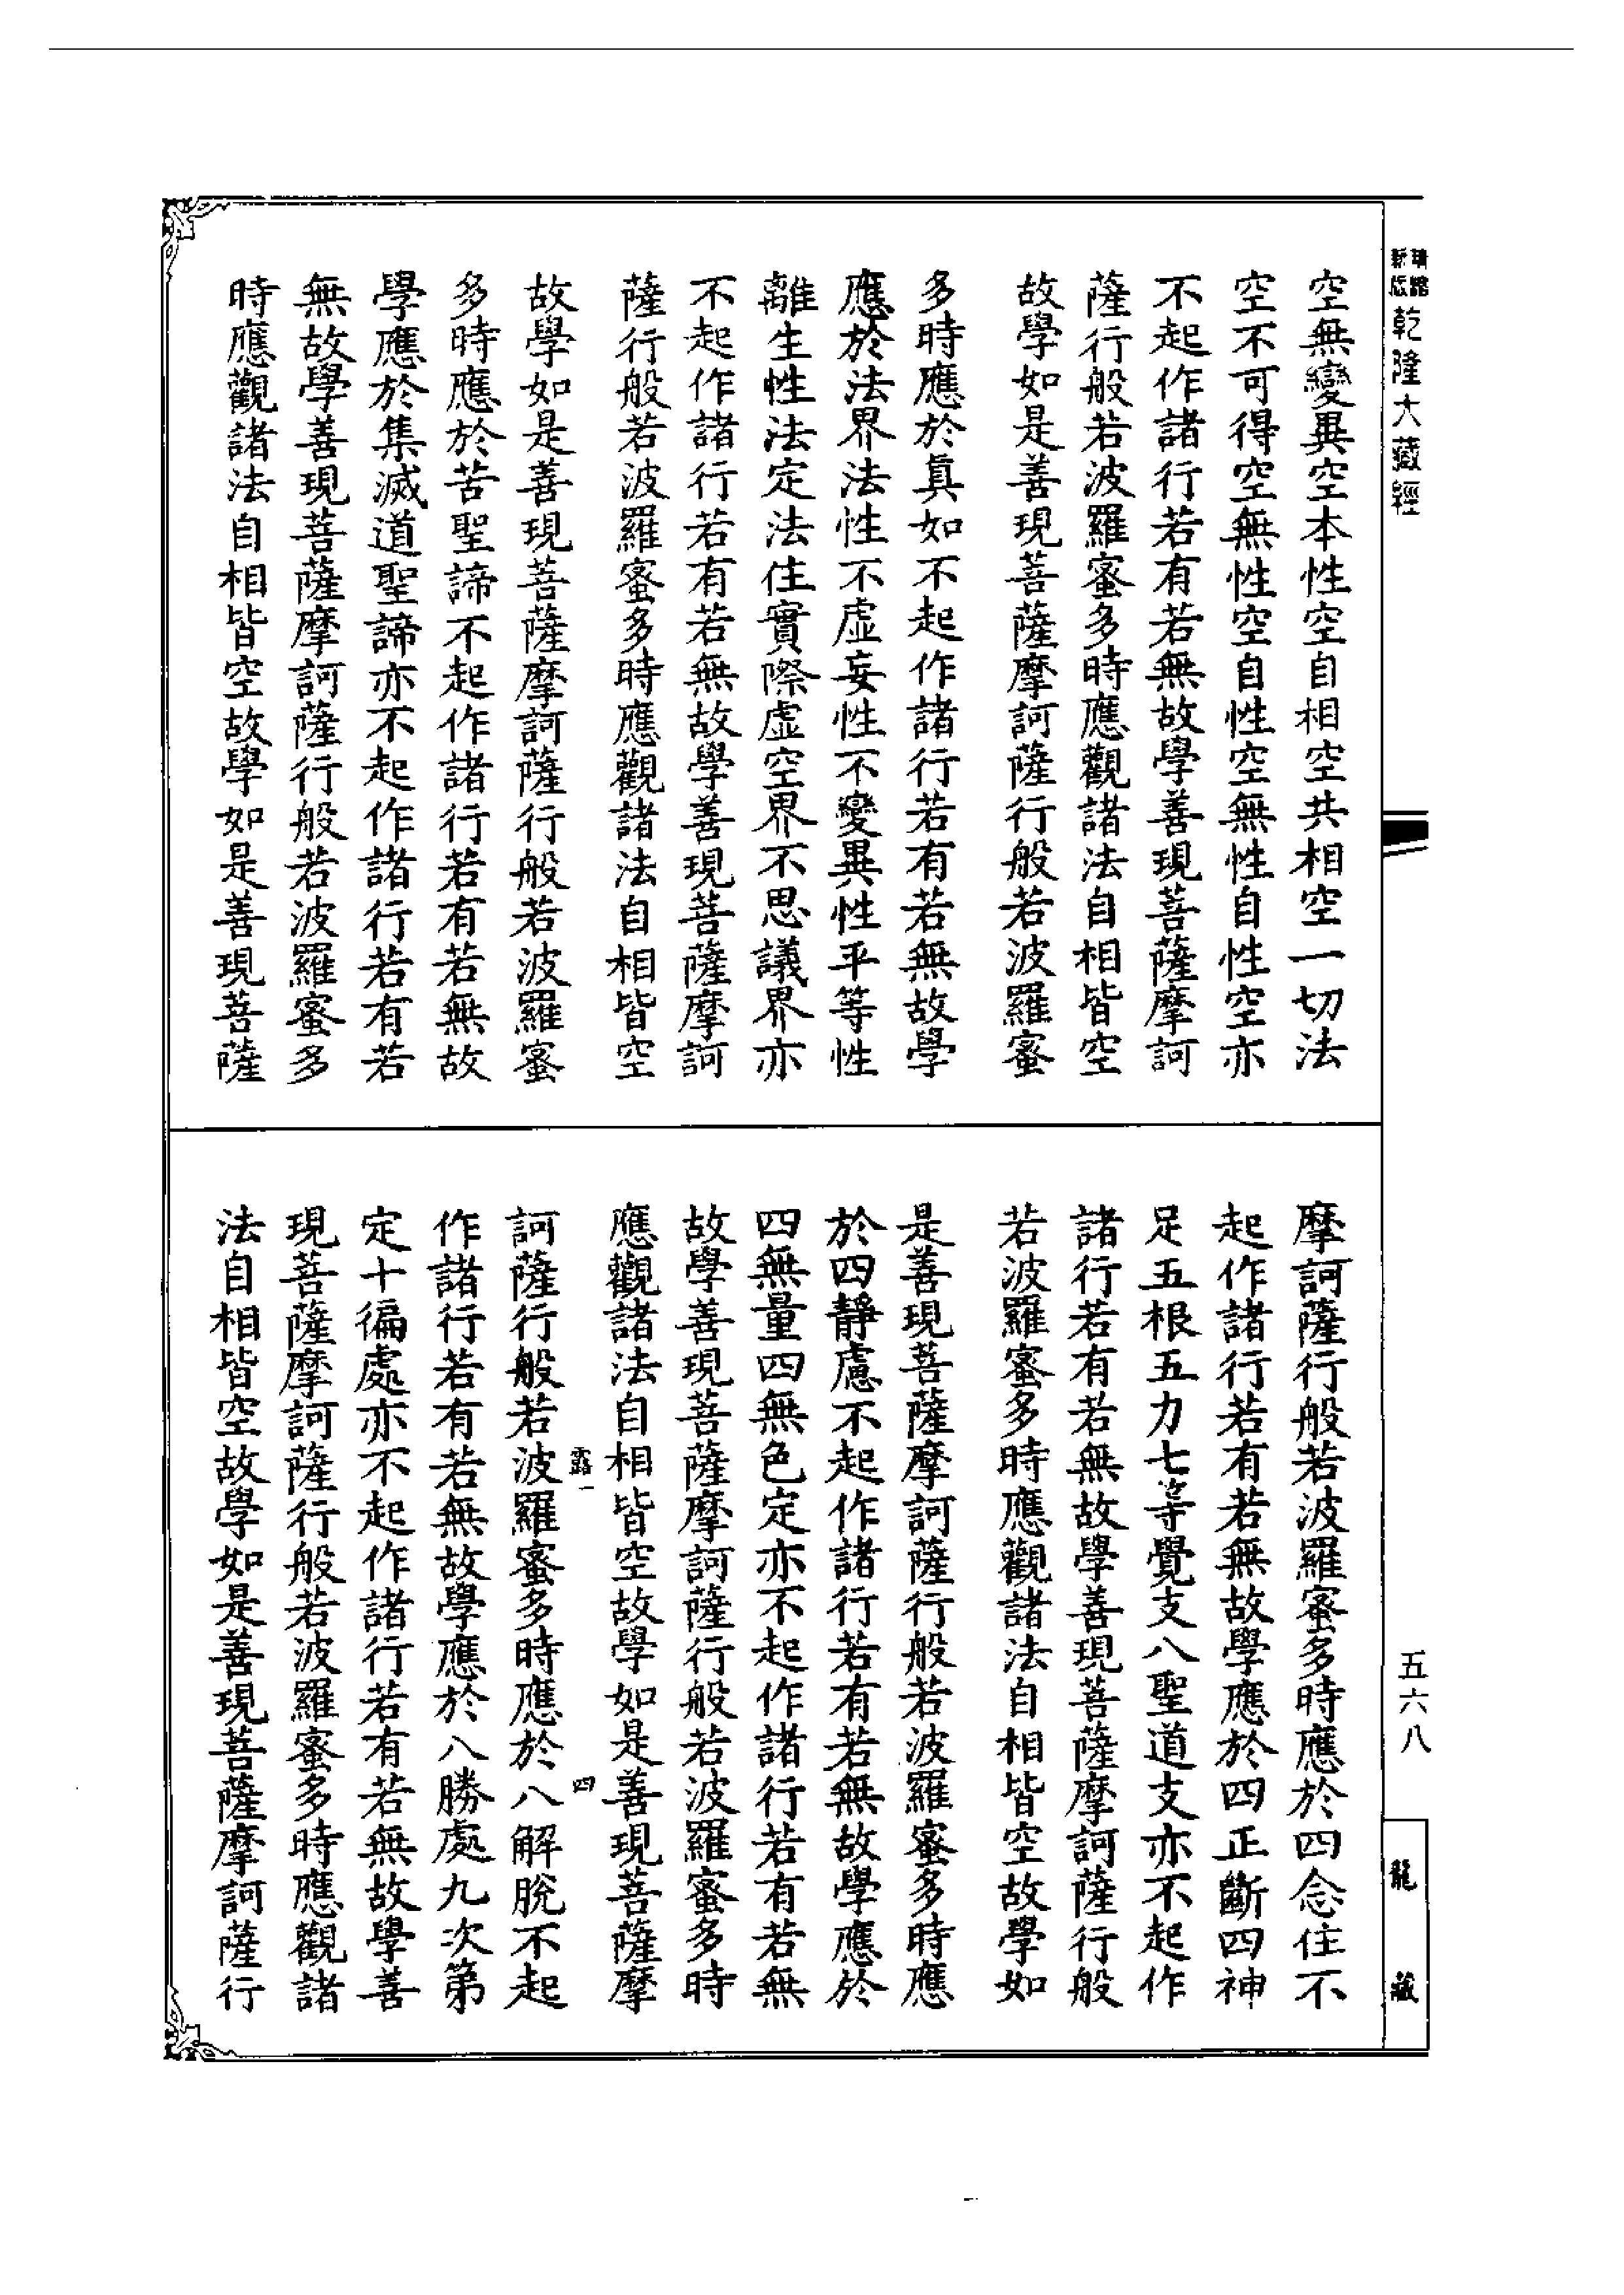 乾隆大藏經
空無變異空本性空自相空共相空一切法
空不可得空無性空自性空無性自性空亦
不起作諸行若有若無故學善現菩薩摩訶
薩行般若波羅蜜多時應觀諸法自相皆空
故學如是善現菩薩摩訶薩行般若波羅蜜
多時應於真如不起作諸行若有若無故學
應於法界法性不虛妄性不變異性平等性
離生性法定法住實際虛空界不思議界亦
不起作諸行若有若無故學善現菩薩摩訶
薩行般若波羅蜜多時應觀諸法自相皆空
故學如是善現菩薩摩訶薩行般若波羅蜜
多時應於苦聖諦不起作諸行若有若無故
學應於集滅道聖諦亦不起作諸行若有若
無故學善現菩薩摩訶薩行般若波羅蜜多
時應觀諸法自相皆空故學如是善現菩薩
摩訶薩行般若波羅蜜多時應於四念住不
起作諸行若有若無故學應於四正斷四神
足五根五力七等覺支八聖道支亦不起作
諸行若有若無故學善現菩薩摩訶薩行般
若波羅蜜多時應觀諸法自相皆空故學如
是善現菩薩摩訶薩行般若波羅蜜多時應
於四靜慮不起作諸行若有若無故學應於
四無量四無色定亦不起作諸行若有若無
故學善現菩薩摩訶薩行般若波羅蜜多時
應觀諸法自相皆空故學如是善現菩薩摩
訶薩行般若波羅蜜多時應於八解脫不起
作諸行若有若無故學應於八勝處九次第
定十徧處亦不起作諸行若有若無故學善
現菩薩摩訶薩行般若波羅蜜多時應觀諸
法自相皆空故學如是善現菩薩摩訶薩行
四
五六八
龍藏